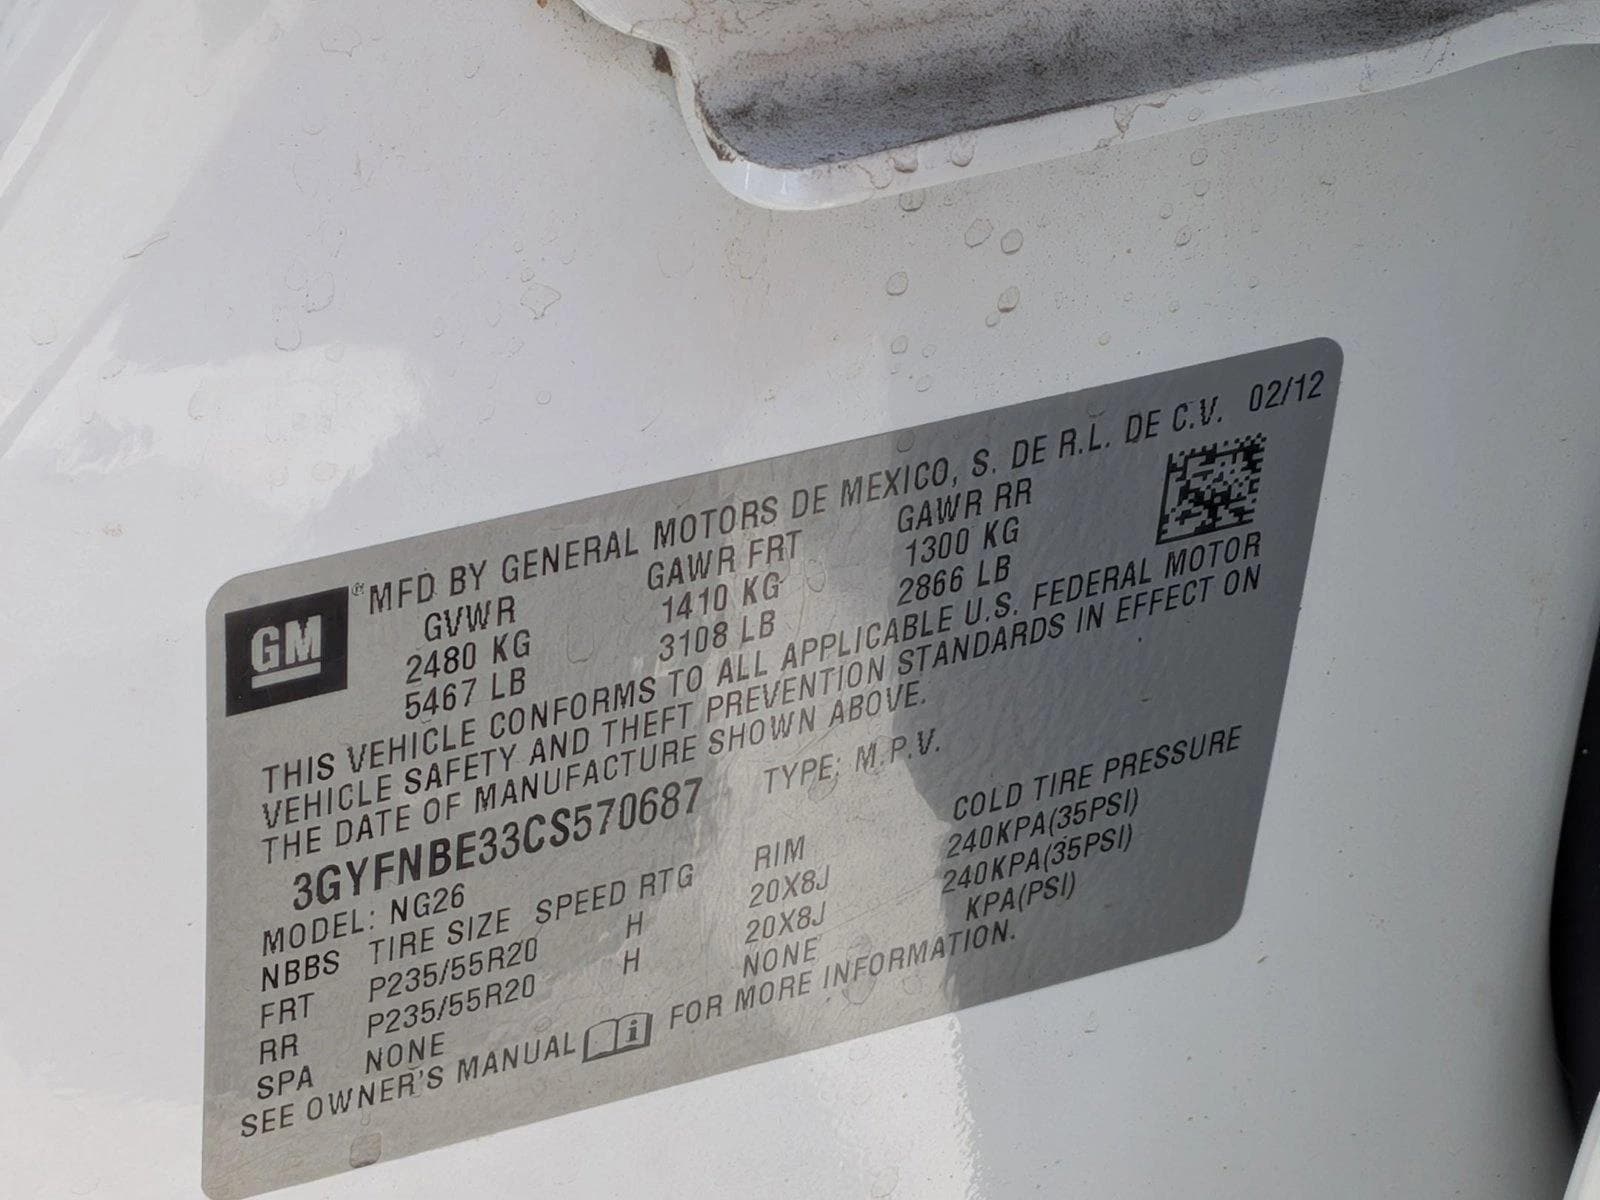 GM
® MFD BY GENERAL MOTORS DE MEXICO, S. DE R.L. DE C.V. 02/12
GVWR GAWR FRT GAWR RR
2480 KG 1410 KG 1300 KG
5467 LB 3108 LB 2866 LB
THIS VEHICLE CONFORMS TO ALL APPLICABLE U.S. FEDERAL MOTOR
VEHICLE SAFETY AND THEFT PREVENTION STANDARDS IN EFFECT ON
THE DATE OF MANUFACTURE SHOWN ABOVE.
3GYFNBE33CS570687 TYPE: M.P.V.
MODEL: NG26
NBBS TIRE SIZE SPEED RTG RIM COLD TIRE PRESSURE
FRT P235/55R20 H 20X8J 240KPA(35PSI)
RR P235/55R20 H 20X8J 240KPA(35PSI)
SPA NONE NONE KPA(PSI)
SEE OWNER'S MANUAL i FOR MORE INFORMATION.